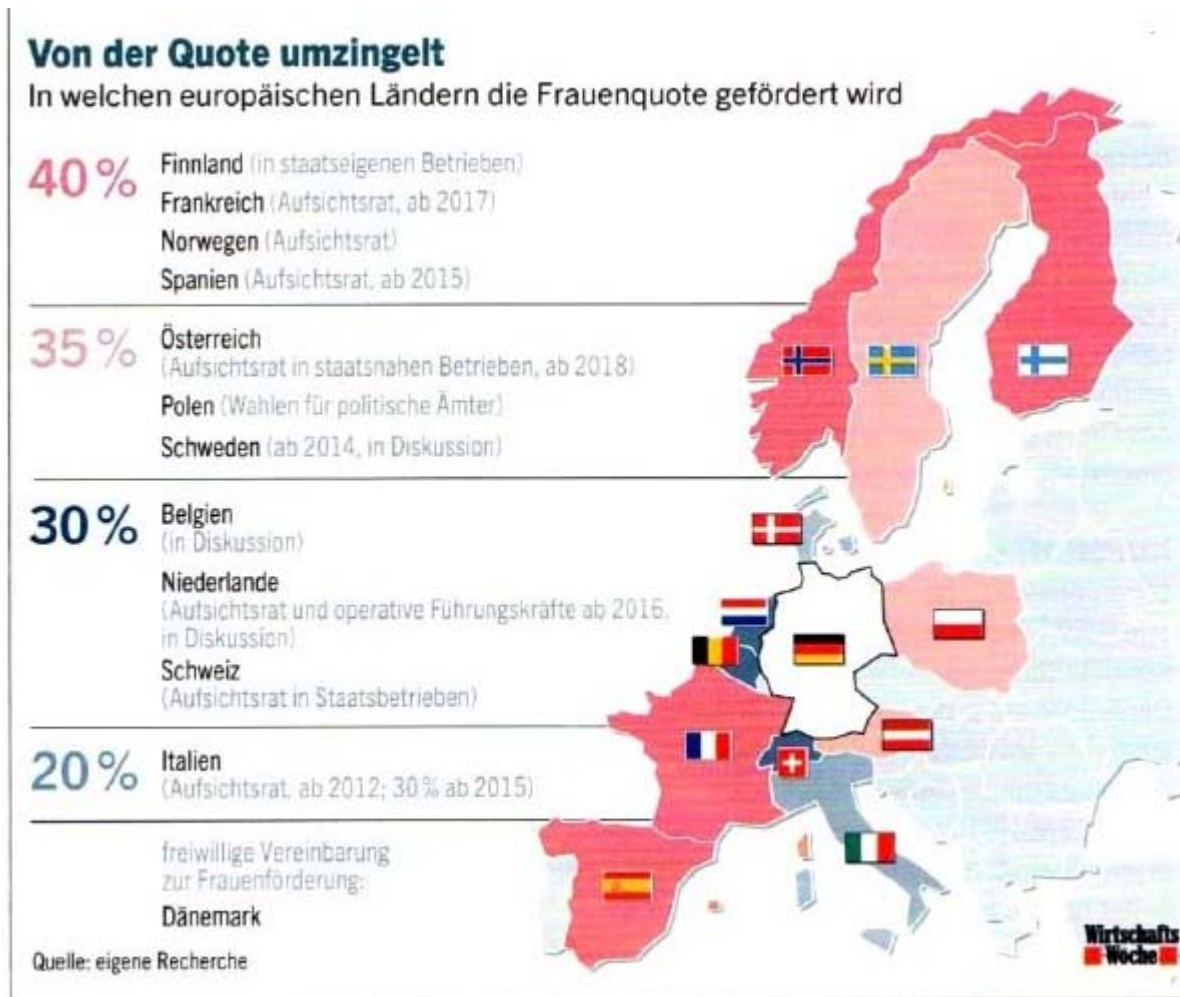 Von der Quote umzingelt
In welchen europäischen Ländern die Frauenquote gefördert wird
40%
Finnland (in staatseigenen Betrieben)
Frankreich (Aufsichtsrat, ab 2017)
Norwegen (Aufsichtsrat)
Spanien (Aufsichtsrat, ab 2015)
35%
Österreich
(Aufsichtsrat in staatsnahen Betrieben, ab 2018)
Polen (Wahlen für politische Ämter)
Schweden (ab 2014, in Diskussion)
30%
Belgien
(in Diskussion)
Niederlande
(Aufsichtsrat und operative Führungskräfte ab 2016,
in Diskussion)
Schweiz
(Aufsichtsrat in Staatsbetrieben)
20%
Italien
(Aufsichtsrat, ab 2012; 30% ab 2015)
freiwillige Vereinbarung
zur Frauenförderung:
Dänemark
Quelle: eigene Recherche
Wirtschafts
Woche